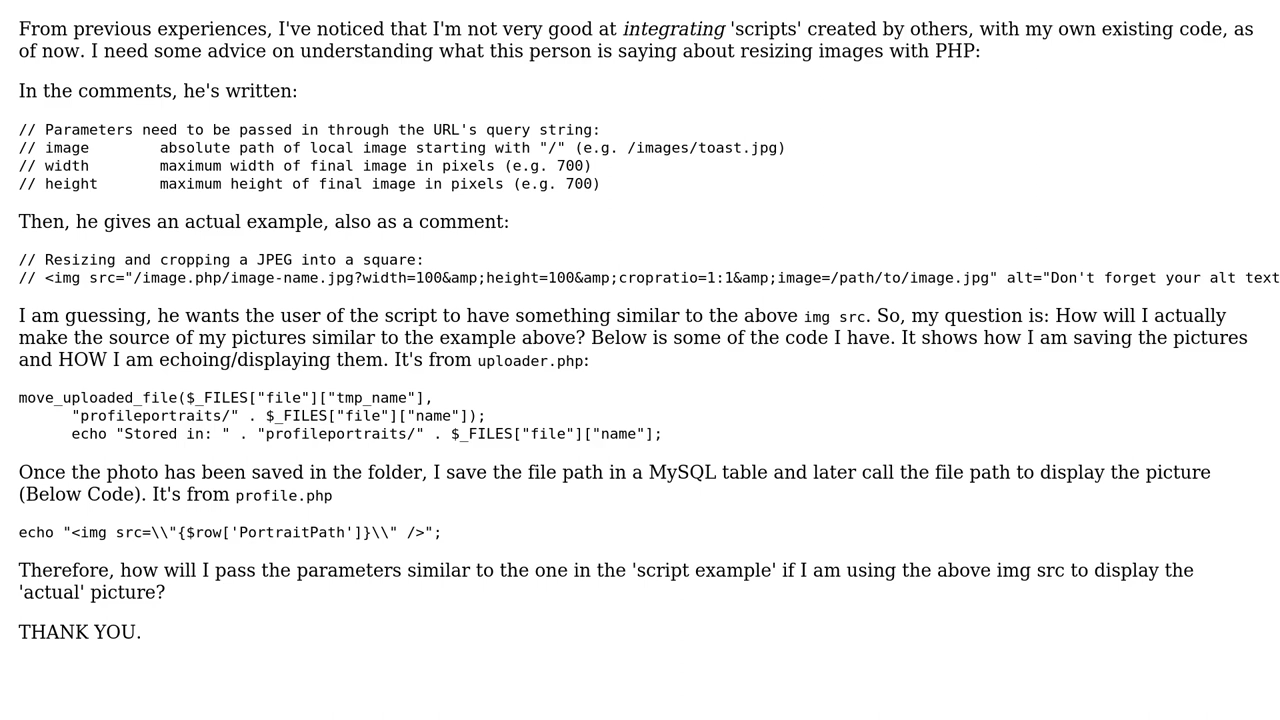 From previous experiences, I've noticed that I'm not very good at integrating 'scripts' created by others, with my own existing code, as
of now. I need some advice on understanding what this person is saying about resizing images with PHP:
In the comments, he's written:
// Parameters need to be passed in through the URL's query string:
// image        absolute path of local image starting with "/" (e.g. /images/toast.jpg)
// width        maximum width of final image in pixels (e.g. 700)
// height       maximum height of final image in pixels (e.g. 700)
Then, he gives an actual example, also as a comment:
// Resizing and cropping a JPEG into a square:
// <img src="/image.php/image-name.jpg?width=100&amp;height=100&amp;cropratio=1:1&amp;image=/path/to/image.jpg" alt="Don't forget your alt text
I am guessing, he wants the user of the script to have something similar to the above img src. So, my question is: How will I actually
make the source of my pictures similar to the example above? Below is some of the code I have. It shows how I am saving the pictures
and HOW I am echoing/displaying them. It's from uploader.php:
move_uploaded_file($_FILES["file"]["tmp_name"],
      "profileportraits/" . $_FILES["file"]["name"]);
      echo "Stored in: " . "profileportraits/" . $_FILES["file"]["name"];
Once the photo has been saved in the folder, I save the file path in a MySQL table and later call the file path to display the picture
(Below Code). It's from profile.php
echo "<img src=\\"{$row['PortraitPath']}\\" />";
Therefore, how will I pass the parameters similar to the one in the 'script example' if I am using the above img src to display the
'actual' picture?
THANK YOU.